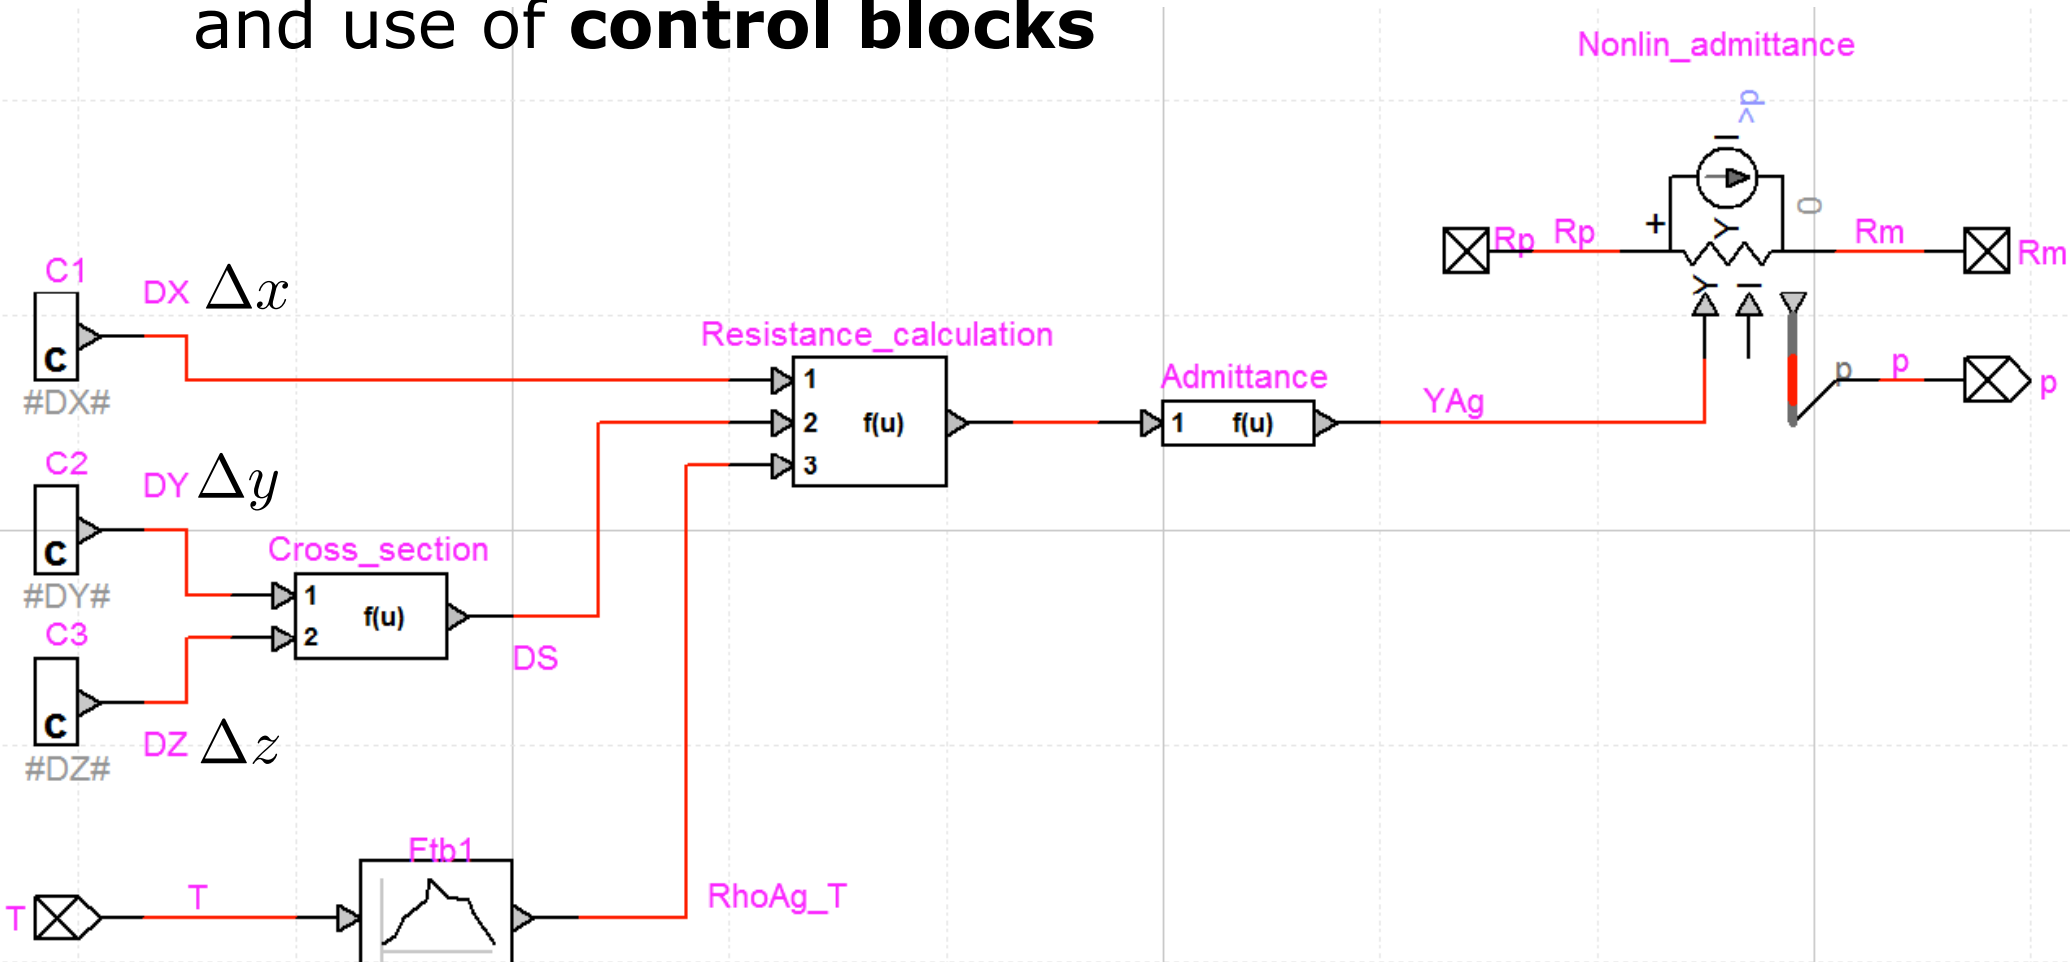 and use of control blocks
Nonlin_admittance
>p
I
+
Y
0
Rp
Rp
Rm
Rm
Y
I
p
p
p
C1
DX Δx
C
#DX#
Resistance_calculation
1
2
3
f(u)
Admittance
1
f(u)
YAg
C2
DY Δy
C
#DY#
Cross_section
1
2
f(u)
DS
C3
C
DZ Δz
#DZ#
Ftb1
T
T
RhoAg_T